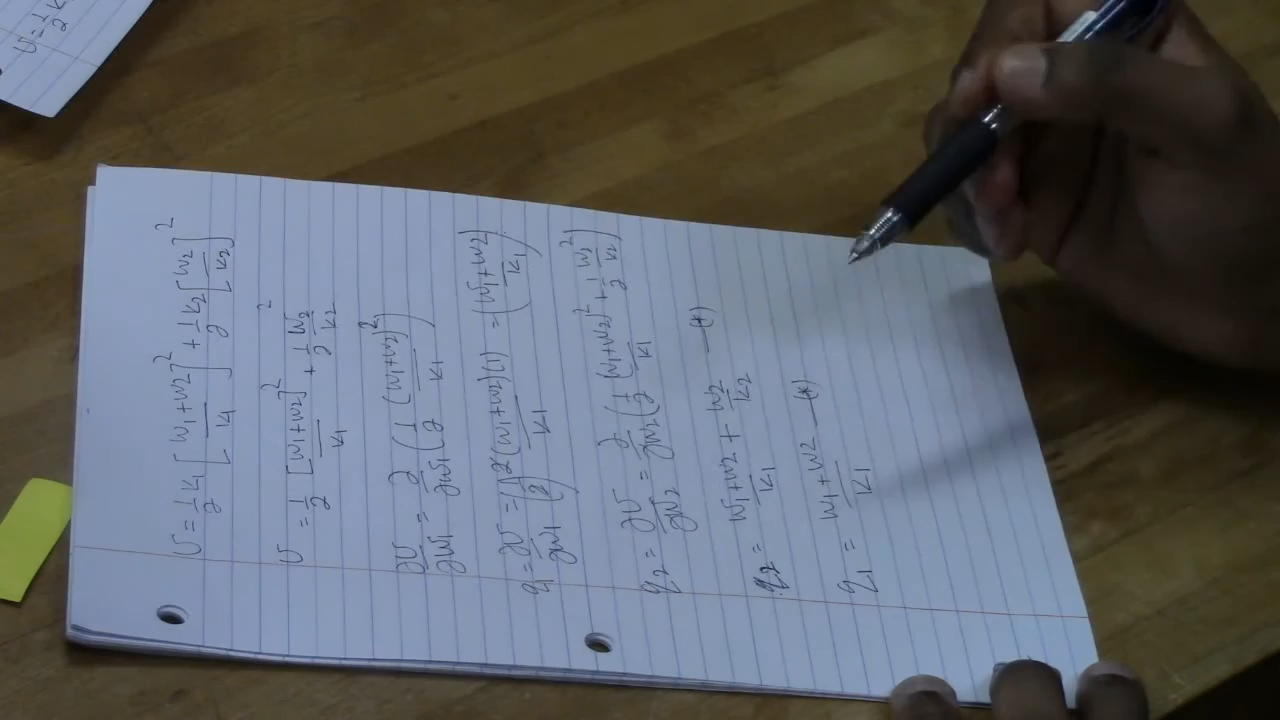 U = 1/2 k
U = 1/2 k1 [ (w1+w2)/k1 ]^2 + 1/2 k2 [ w2/k2 ]^2
U = 1/2 [w1+w2]^2/k1 + 1/2 w2^2/k2
∂U/∂w1 = ∂/∂w1 ( 1/2 (w1+w2)^2/k1 )
q1 = ∂U/∂w1 = (1/2) 2(w1+w2)(1)/k1 = ( (w1+w2)/k1 )
q2 = ∂U/∂w2 = ∂/∂w2 ( 1/2 (w1+w2)^2/k1 + 1/2 w2^2/k2 )
q2 = (w1+w2)/k1 + w2/k2 —(*)
q1 = (w1+w2)/k1 —(*)